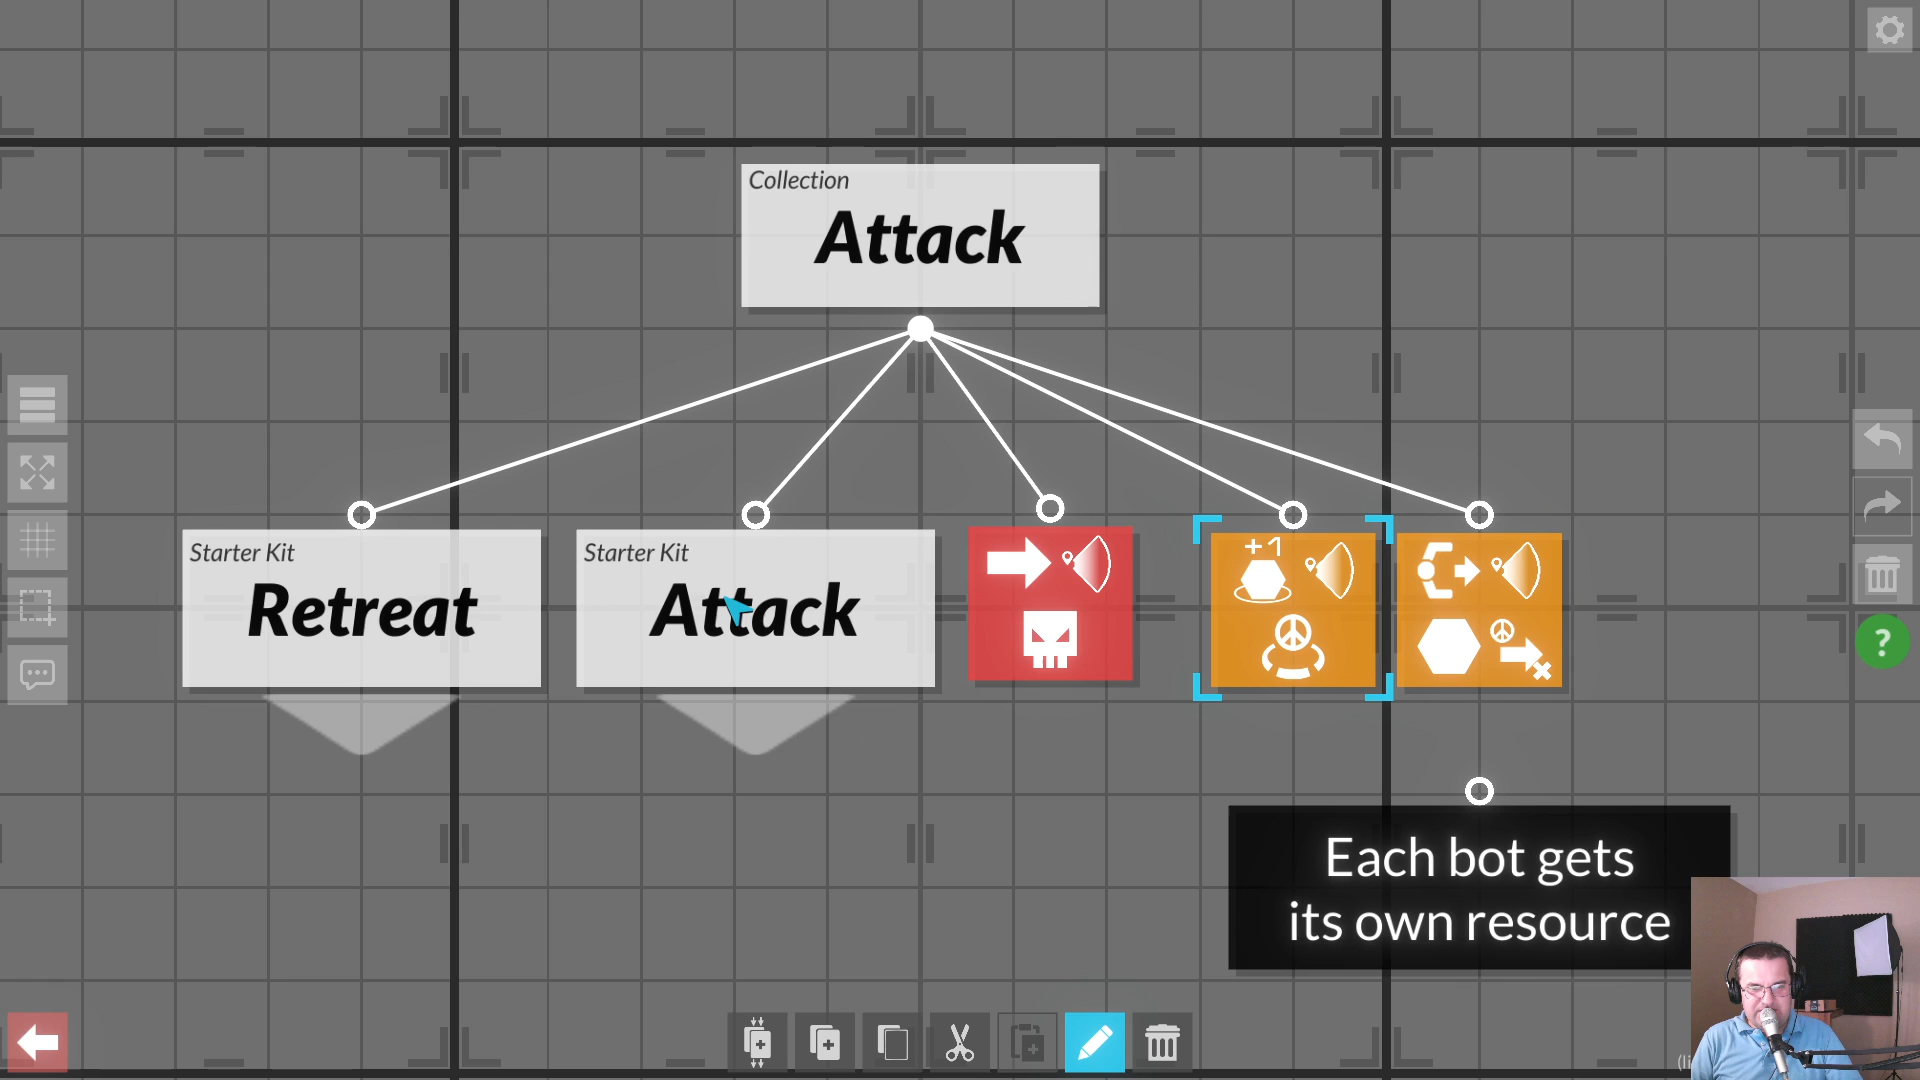 Collection
Attack
Starter Kit
Retreat
Starter Kit
Attack
+1
Each bot gets
its own resource
?